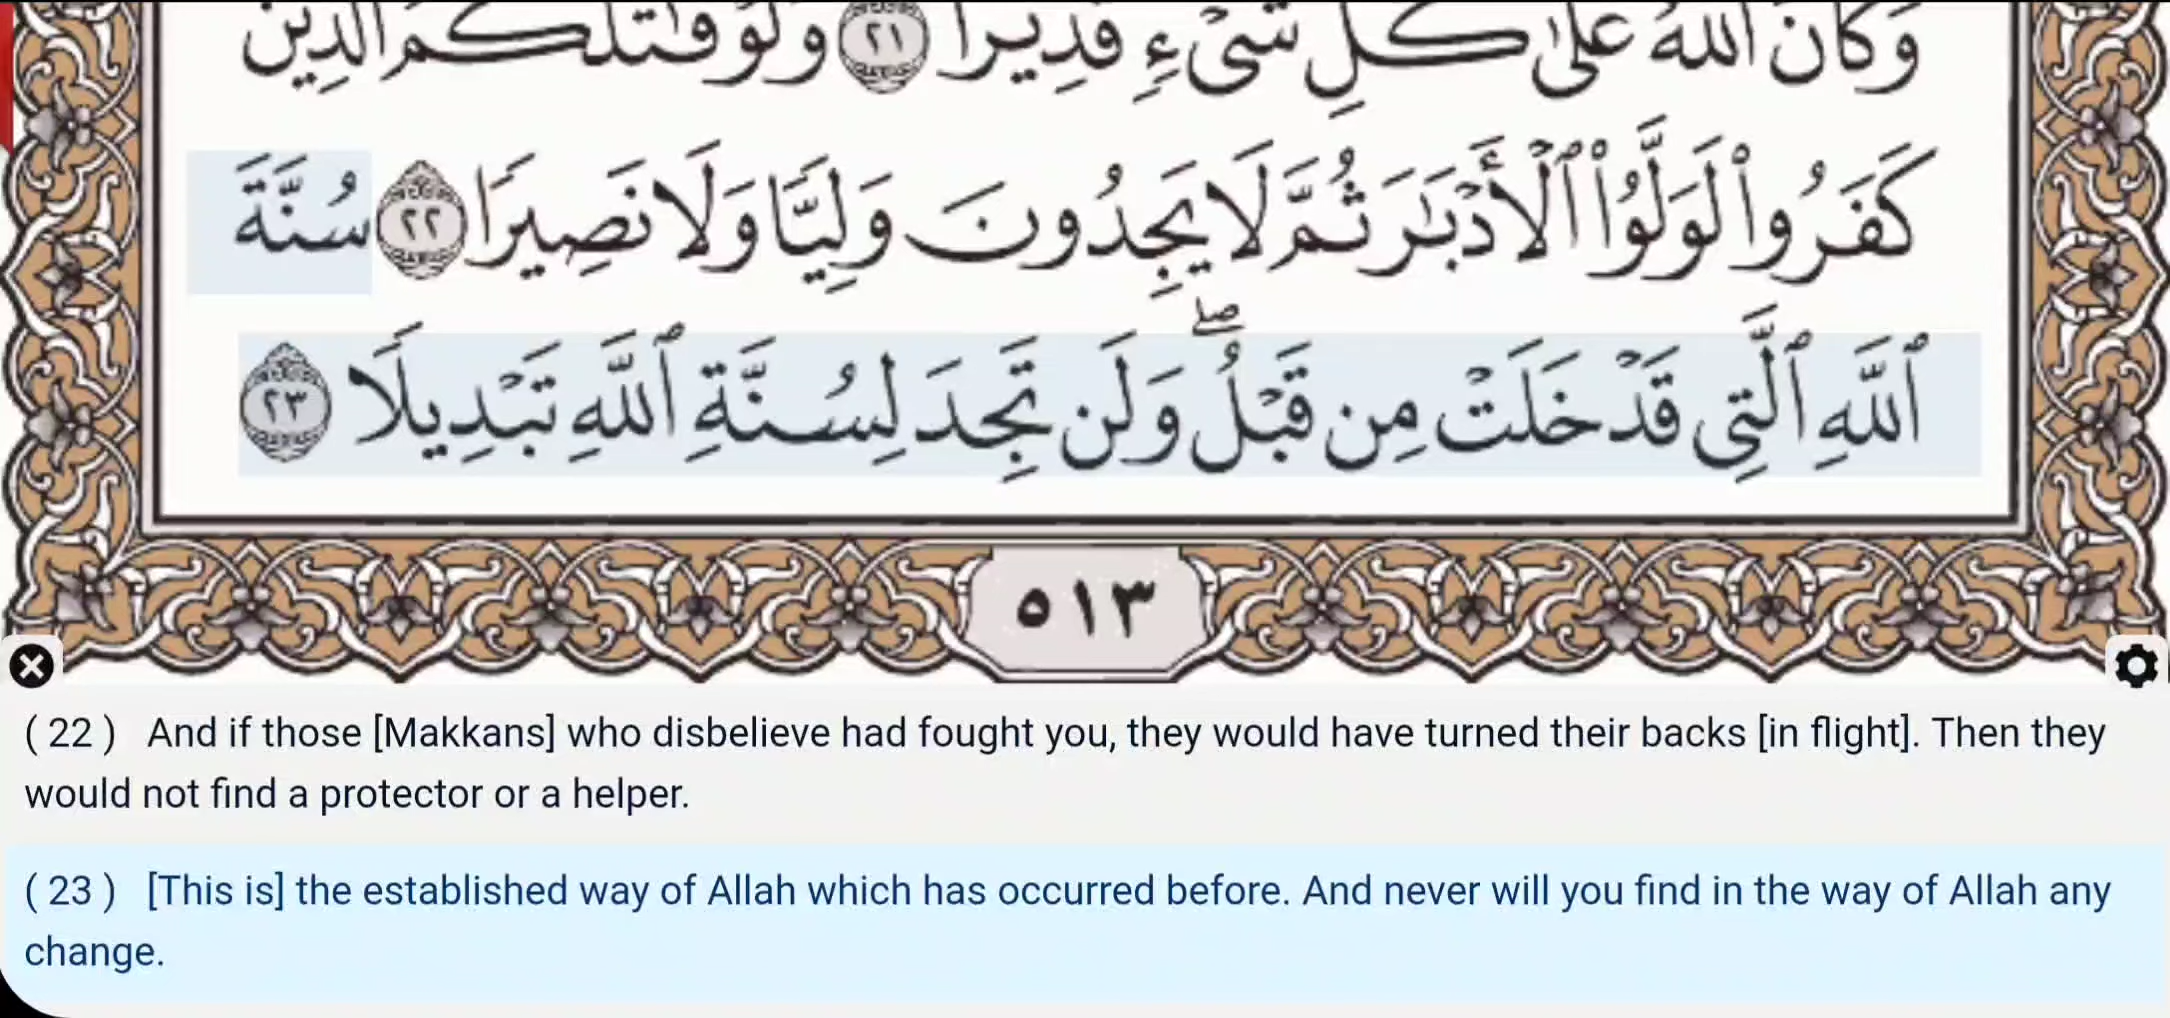 وَكَانَ ٱللَّهُ عَلَىٰ كُلِّ شَىْءٍ قَدِيرًا ٢١ وَلَوْ قَـٰتَلَكُمُ ٱلَّذِينَ
كَفَرُوا۟ لَوَلَّوُا۟ ٱلْأَدْبَـٰرَ ثُمَّ لَا يَجِدُونَ وَلِيًّا وَلَا نَصِيرًا ٢٢ سُنَّةَ
ٱللَّهِ ٱلَّتِى قَدْ خَلَتْ مِن قَبْلُ ۖ وَلَن تَجِدَ لِسُنَّةِ ٱللَّهِ تَبْدِيلًا ٢٣
٥١٣
( 22 ) And if those [Makkans] who disbelieve had fought you, they would have turned their backs [in flight]. Then they
would not find a protector or a helper.
( 23 ) [This is] the established way of Allah which has occurred before. And never will you find in the way of Allah any
change.